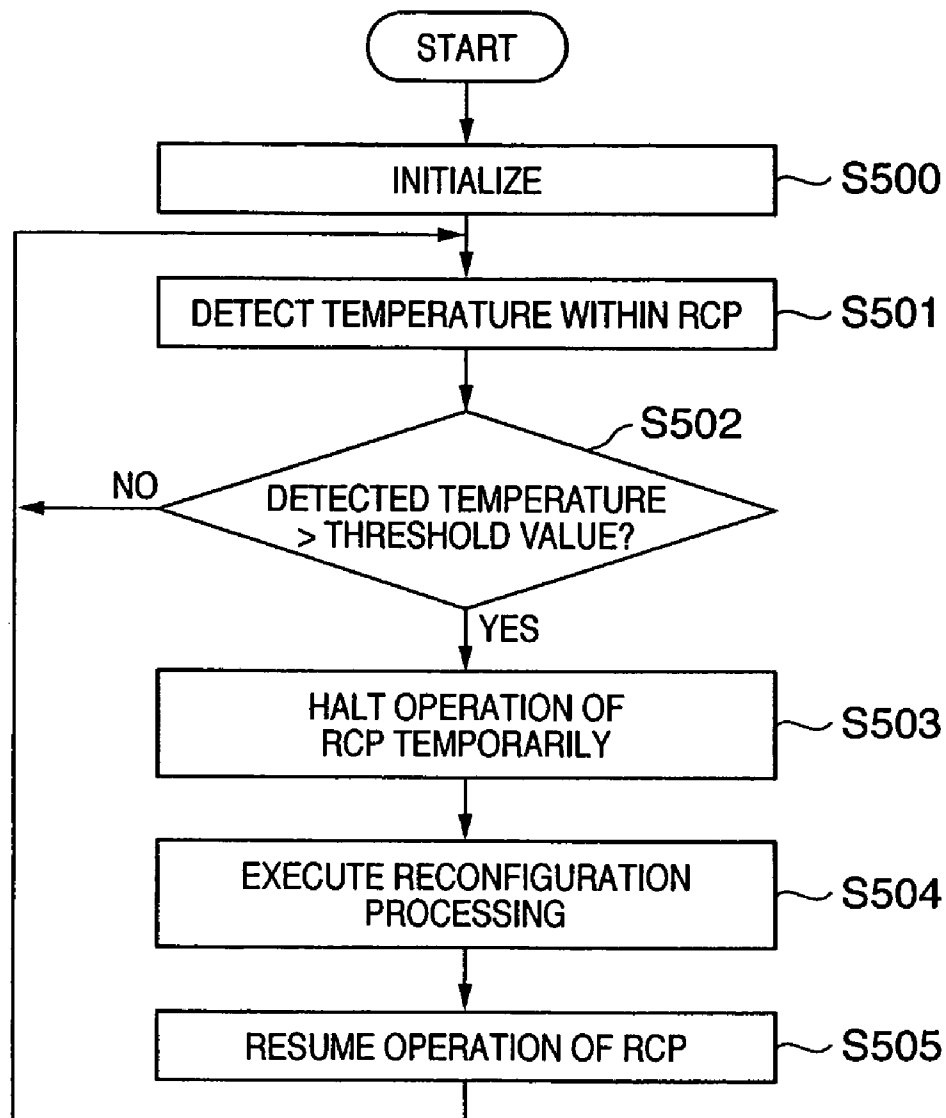 START
INITIALIZE
S500
DETECT TEMPERATURE WITHIN RCP
S501
S502
NO
DETECTED TEMPERATURE
> THRESHOLD VALUE?
YES
HALT OPERATION OF
RCP TEMPORARILY
S503
EXECUTE RECONFIGURATION
PROCESSING
S504
RESUME OPERATION OF RCP
S505